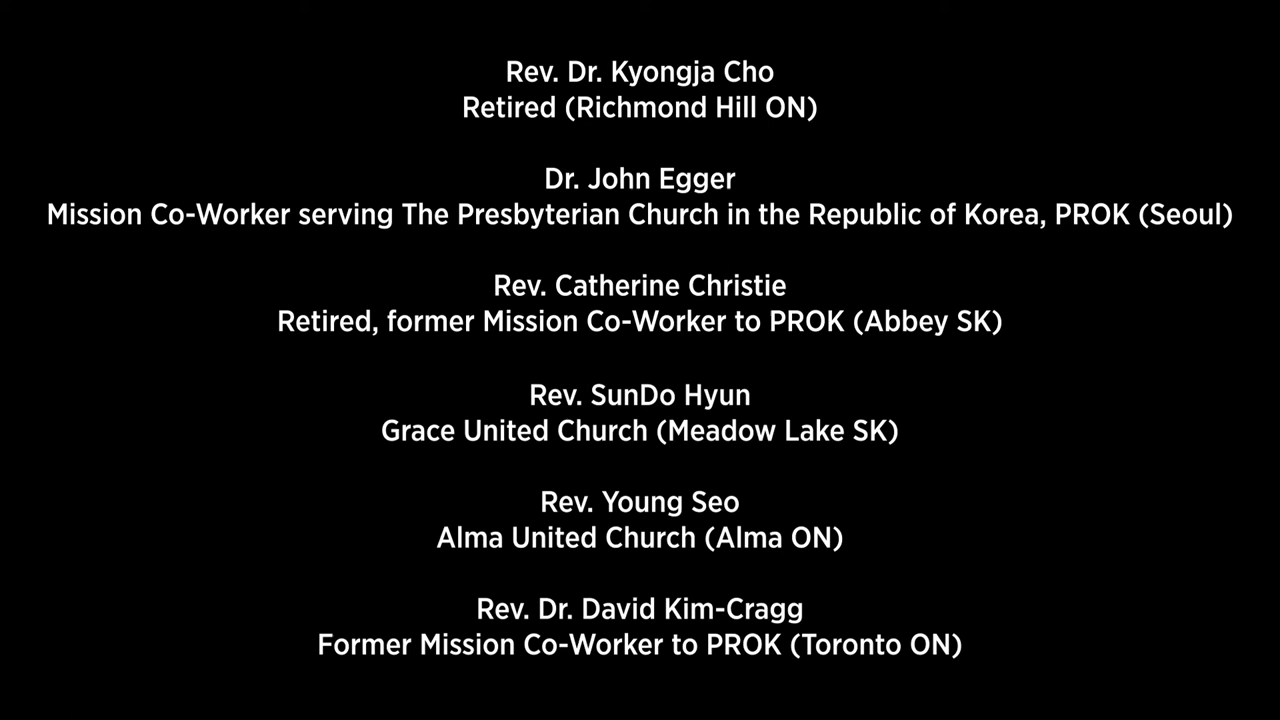 Rev. Dr. Kyongja Cho
Retired (Richmond Hill ON)
Dr. John Egger
Mission Co-Worker serving The Presbyterian Church in the Republic of Korea, PROK (Seoul)
Rev. Catherine Christie
Retired, former Mission Co-Worker to PROK (Abbey SK)
Rev. SunDo Hyun
Grace United Church (Meadow Lake SK)
Rev. Young Seo
Alma United Church (Alma ON)
Rev. Dr. David Kim-Cragg
Former Mission Co-Worker to PROK (Toronto ON)